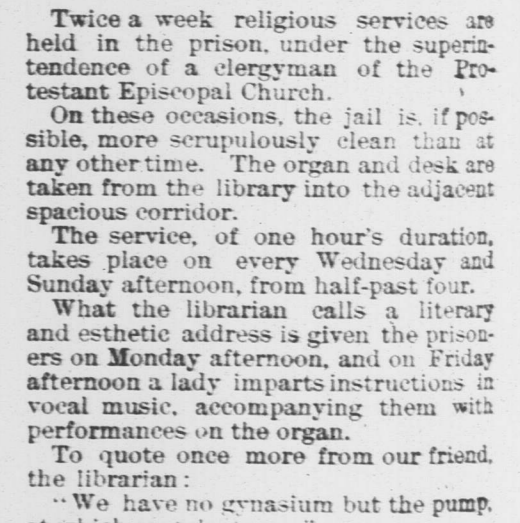 Twice a week religious services are
held in the prison, under the superin-
tendence of a clergyman of the Pro-
testant Episcopal Church.
On these occasions, the jail is, if pos-
sible, more scrupulously clean than at
any other time. The organ and desk are
taken from the library into the adjacent
spacious corridor.
The service, of one hour's duration,
takes place on every Wednesday and
Sunday afternoon, from half-past four.
What the librarian calls a literary
and esthetic address is given the prison-
ers on Monday afternoon, and on Friday
afternoon a lady imparts instructions in
vocal music, accompanying them with
performances on the organ.
To quote once more from our friend,
the librarian:
"We have no gynasium but the pump,